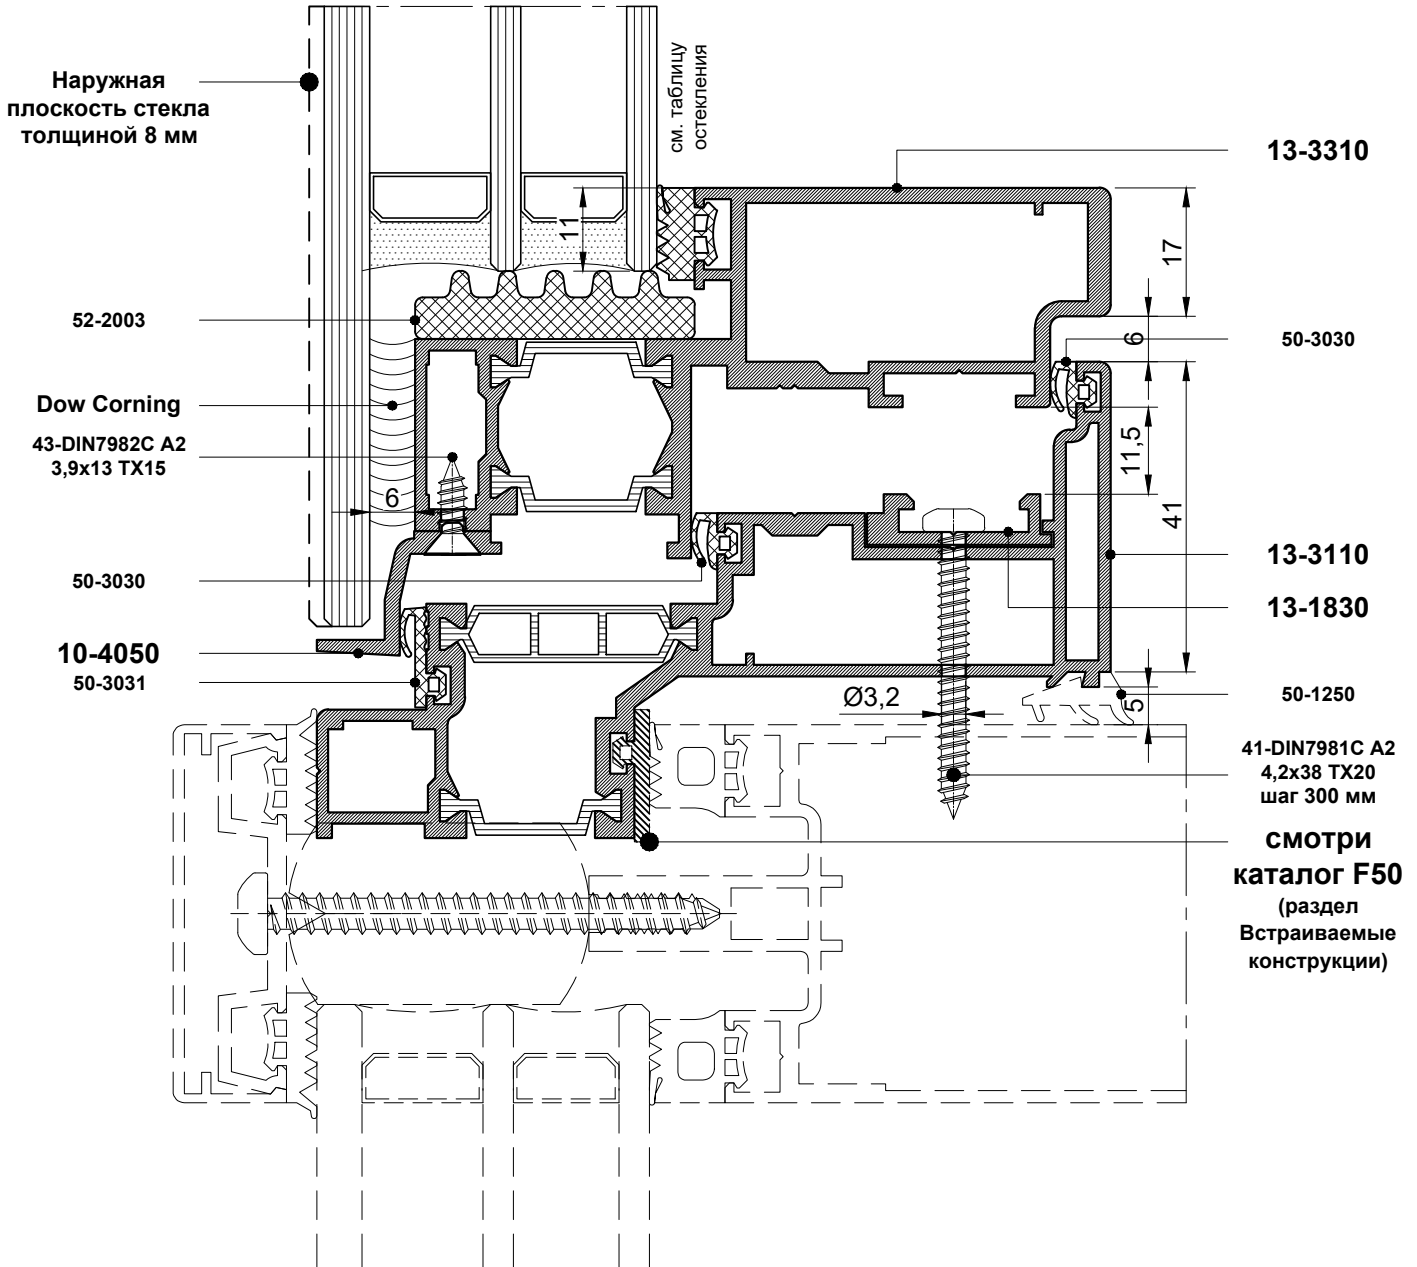 Наружная
плоскость стекла
толщиной 8 мм
см. таблицу
остекления
13-3310
11
17
52-2003
6
50-3030
Dow Corning
43-DIN7982C A2
3,9x13 TX15
11,5
6
41
13-3110
50-3030
13-1830
10-4050
50-3031
Ø3,2
5
50-1250
41-DIN7981C A2
4,2x38 TX20
шаг 300 мм
смотри
каталог F50
(раздел
Встраиваемые
конструкции)